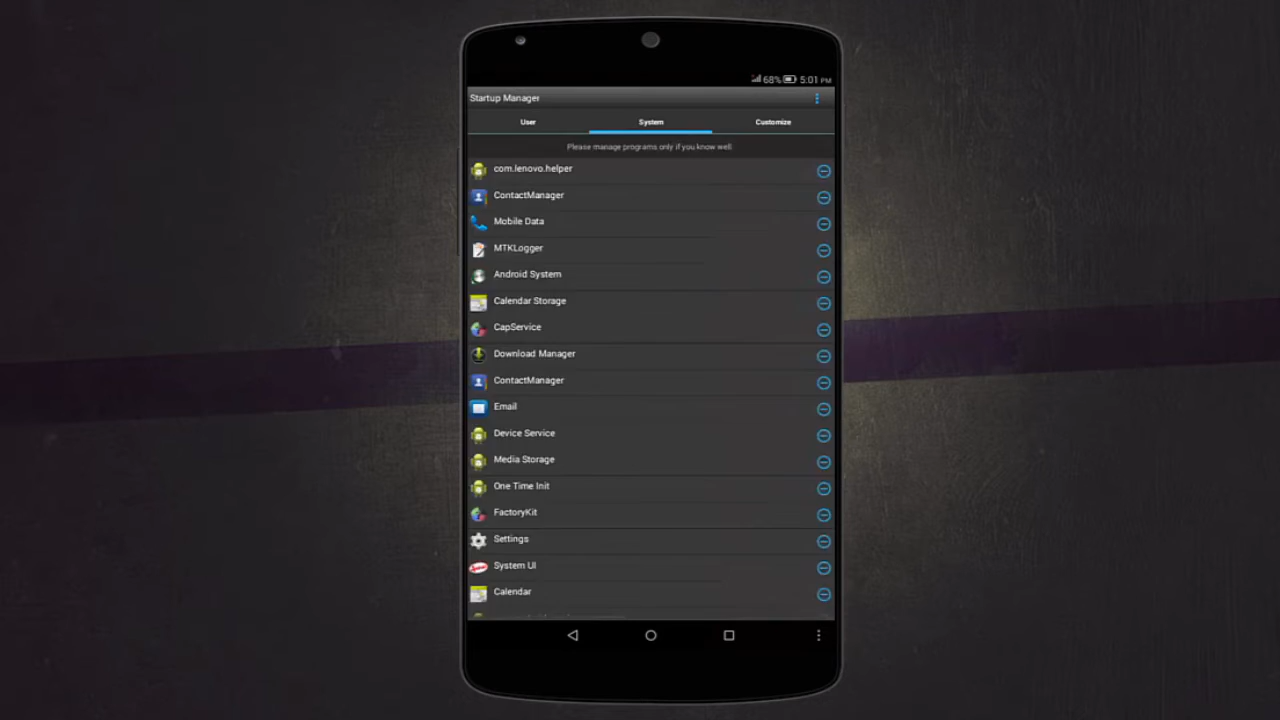 68% 5:01 PM
Startup Manager
User System Customize
Please manage programs only if you know well.
com.lenovo.helper
ContactManager
Mobile Data
MTKLogger
Android System
Calendar Storage
CapService
Download Manager
ContactManager
Email
Device Service
Media Storage
One Time Init
FactoryKit
Settings
System UI
Calendar